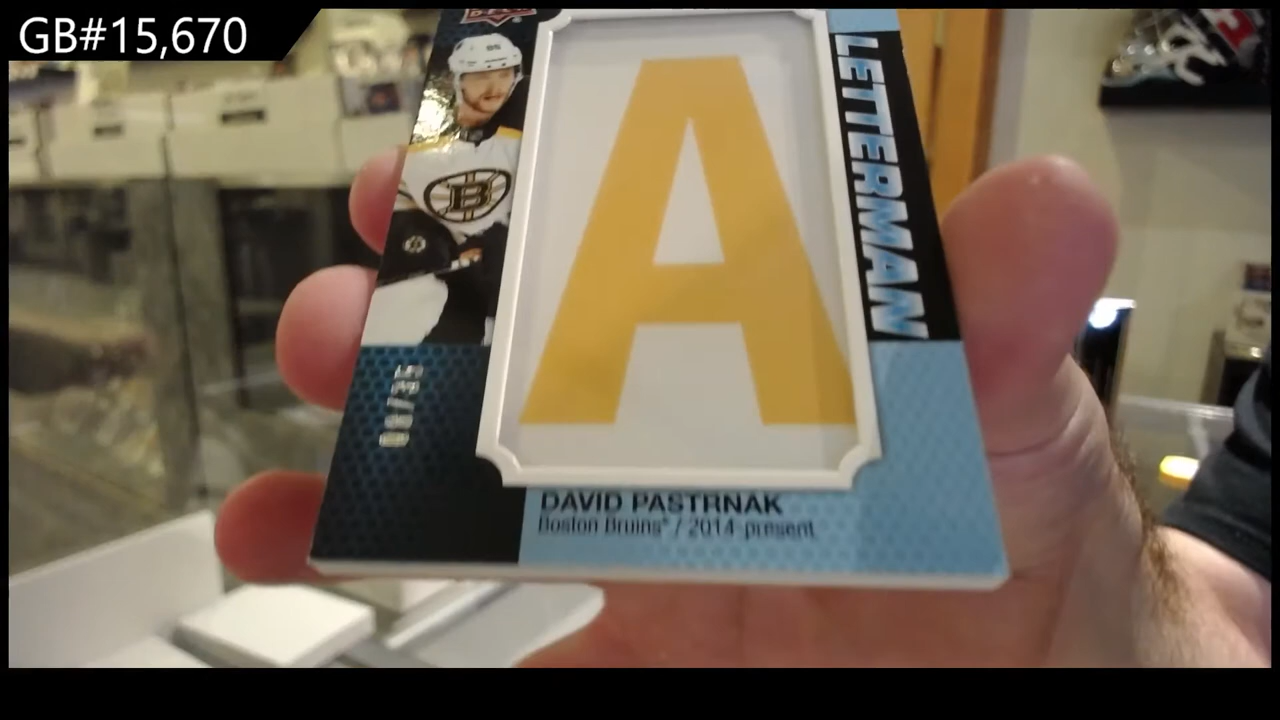 GB#15,670
LETTERMAN
A
DAVID PASTRNAK
Boston Bruins® / 2014-present
B